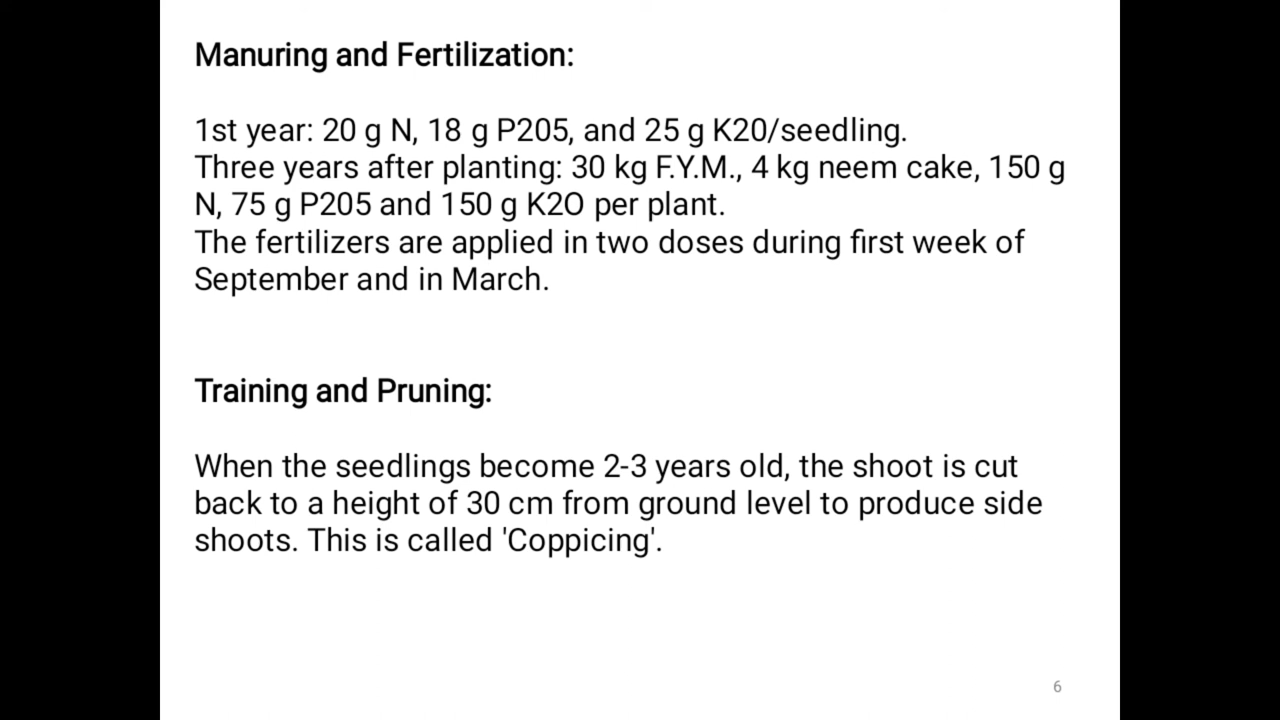 Manuring and Fertilization:
1st year: 20 g N, 18 g P205, and 25 g K20/seedling.
Three years after planting: 30 kg F.Y.M., 4 kg neem cake, 150 g
N, 75 g P205 and 150 g K2O per plant.
The fertilizers are applied in two doses during first week of
September and in March.
Training and Pruning:
When the seedlings become 2-3 years old, the shoot is cut
back to a height of 30 cm from ground level to produce side
shoots. This is called 'Coppicing'.
6